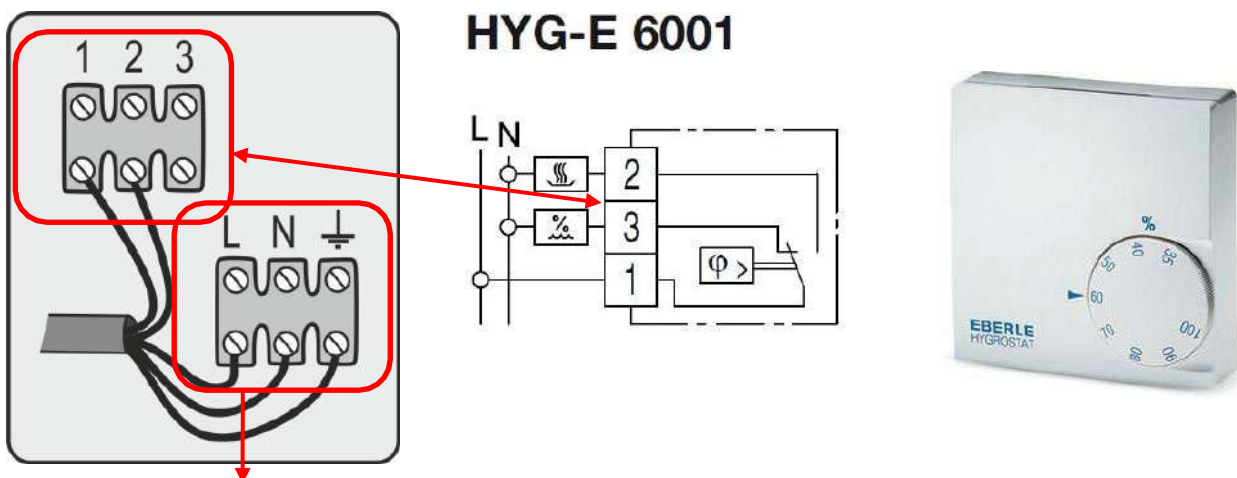 HYG-E 6001
1 2 3
L N
L N
2
%
3
φ >
1
%
35
40
50
60
70
80
90
100
EBERLE
HYGROSTAT